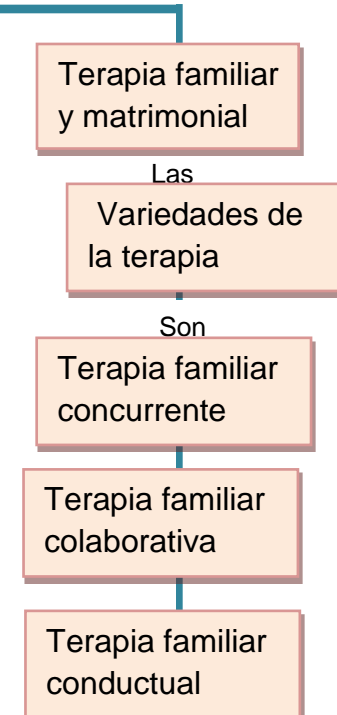 Terapia familiar
y matrimonial
Las
Variedades de
la terapia
Son
Terapia familiar
concurrente
Terapia familiar
colaborativa
Terapia familiar
conductual